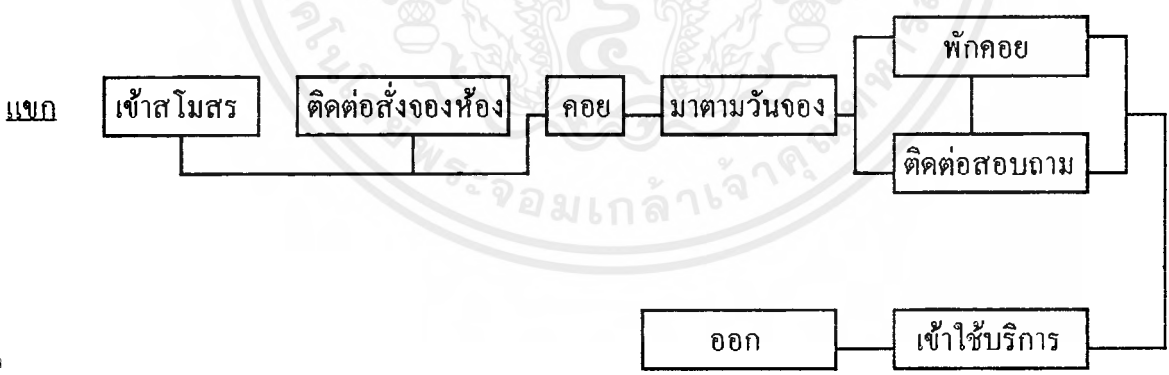 พักคอย
แขก เข้าสโมสร ติดต่อสั่งจองห้อง คอย มาตามวันจอง
ติดต่อสอบถาม
ออก เข้าใช้บริการ